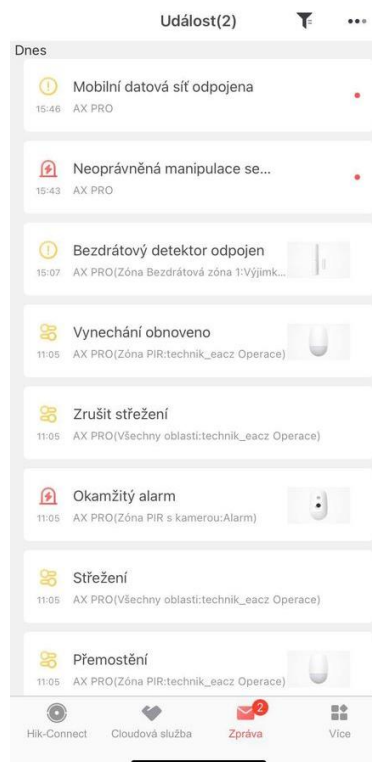 Událost(2)
Dnes
Mobilní datová síť odpojena
15:46 AX PRO
Neoprávněná manipulace se...
15:43 AX PRO
Bezdrátový detektor odpojen
15:07 AX PRO(Zóna Bezdrátová zóna 1:Výjimk...
Vynechání obnoveno
11:05 AX PRO(Zóna PIR:technik_eacz Operace)
Zrušit střežení
11:05 AX PRO(Všechny oblasti:technik_eacz Operace)
Okamžitý alarm
11:05 AX PRO(Zóna PIR s kamerou:Alarm)
Střežení
11:05 AX PRO(Všechny oblasti:technik_eacz Operace)
Přemostění
11:05 AX PRO(Zóna PIR:technik_eacz Operace)
2
Hik-Connect Cloudová služba Zpráva Více